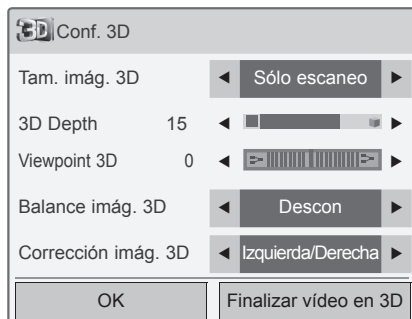 3D Conf. 3D
Tam. imág. 3D Sólo escaneo
3D Depth 15
Viewpoint 3D 0
Balance imág. 3D Descon
Corrección imág. 3D Izquierda/Derecha
OK Finalizar vídeo en 3D